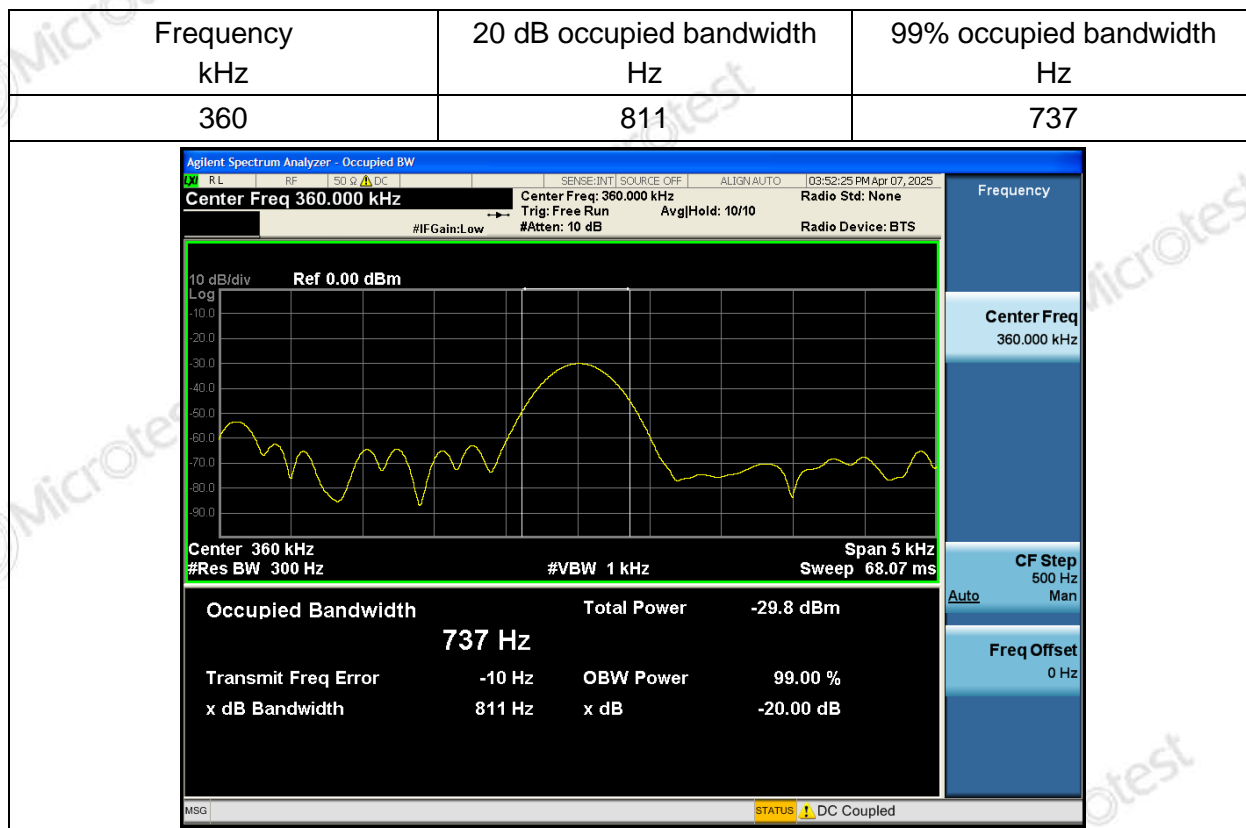 Frequency 20 dB occupied bandwidth 99% occupied bandwidth
kHz Hz Hz
360 811 737
Agilent Spectrum Analyzer - Occupied BW
LXI RL RF 50 Ω DC SENSE:INT SOURCE OFF ALIGN AUTO 03:52:25 PM Apr 07, 2025
Center Freq 360.000 kHz Center Freq: 360.000 kHz Radio Std: None Frequency
Trig: Free Run Avg|Hold: 10/10
#IFGain:Low #Atten: 10 dB Radio Device: BTS
10 dB/div Ref 0.00 dBm
Log
-10.0
-20.0
-30.0
-40.0
-50.0
-60.0
-70.0
-80.0
-90.0
Center 360 kHz Span 5 kHz
#Res BW 300 Hz #VBW 1 kHz Sweep 68.07 ms
Occupied Bandwidth Total Power -29.8 dBm
737 Hz
Transmit Freq Error -10 Hz OBW Power 99.00 %
x dB Bandwidth 811 Hz x dB -20.00 dB
Center Freq
360.000 kHz
CF Step
500 Hz
Auto Man
Freq Offset
0 Hz
MSG STATUS DC Coupled
Microtest
Microtest